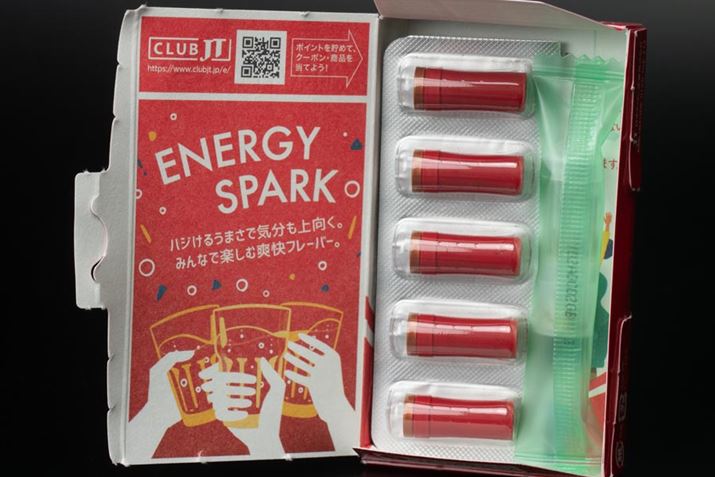 CLUB JT
https://www.clubjt.jp/e/
ポイントを貯めて、
クーポン・商品を
当てよう!
ENERGY
SPARK
ハジけるうまさで気分も上向く。
みんなで楽しむ爽快フレーバー。